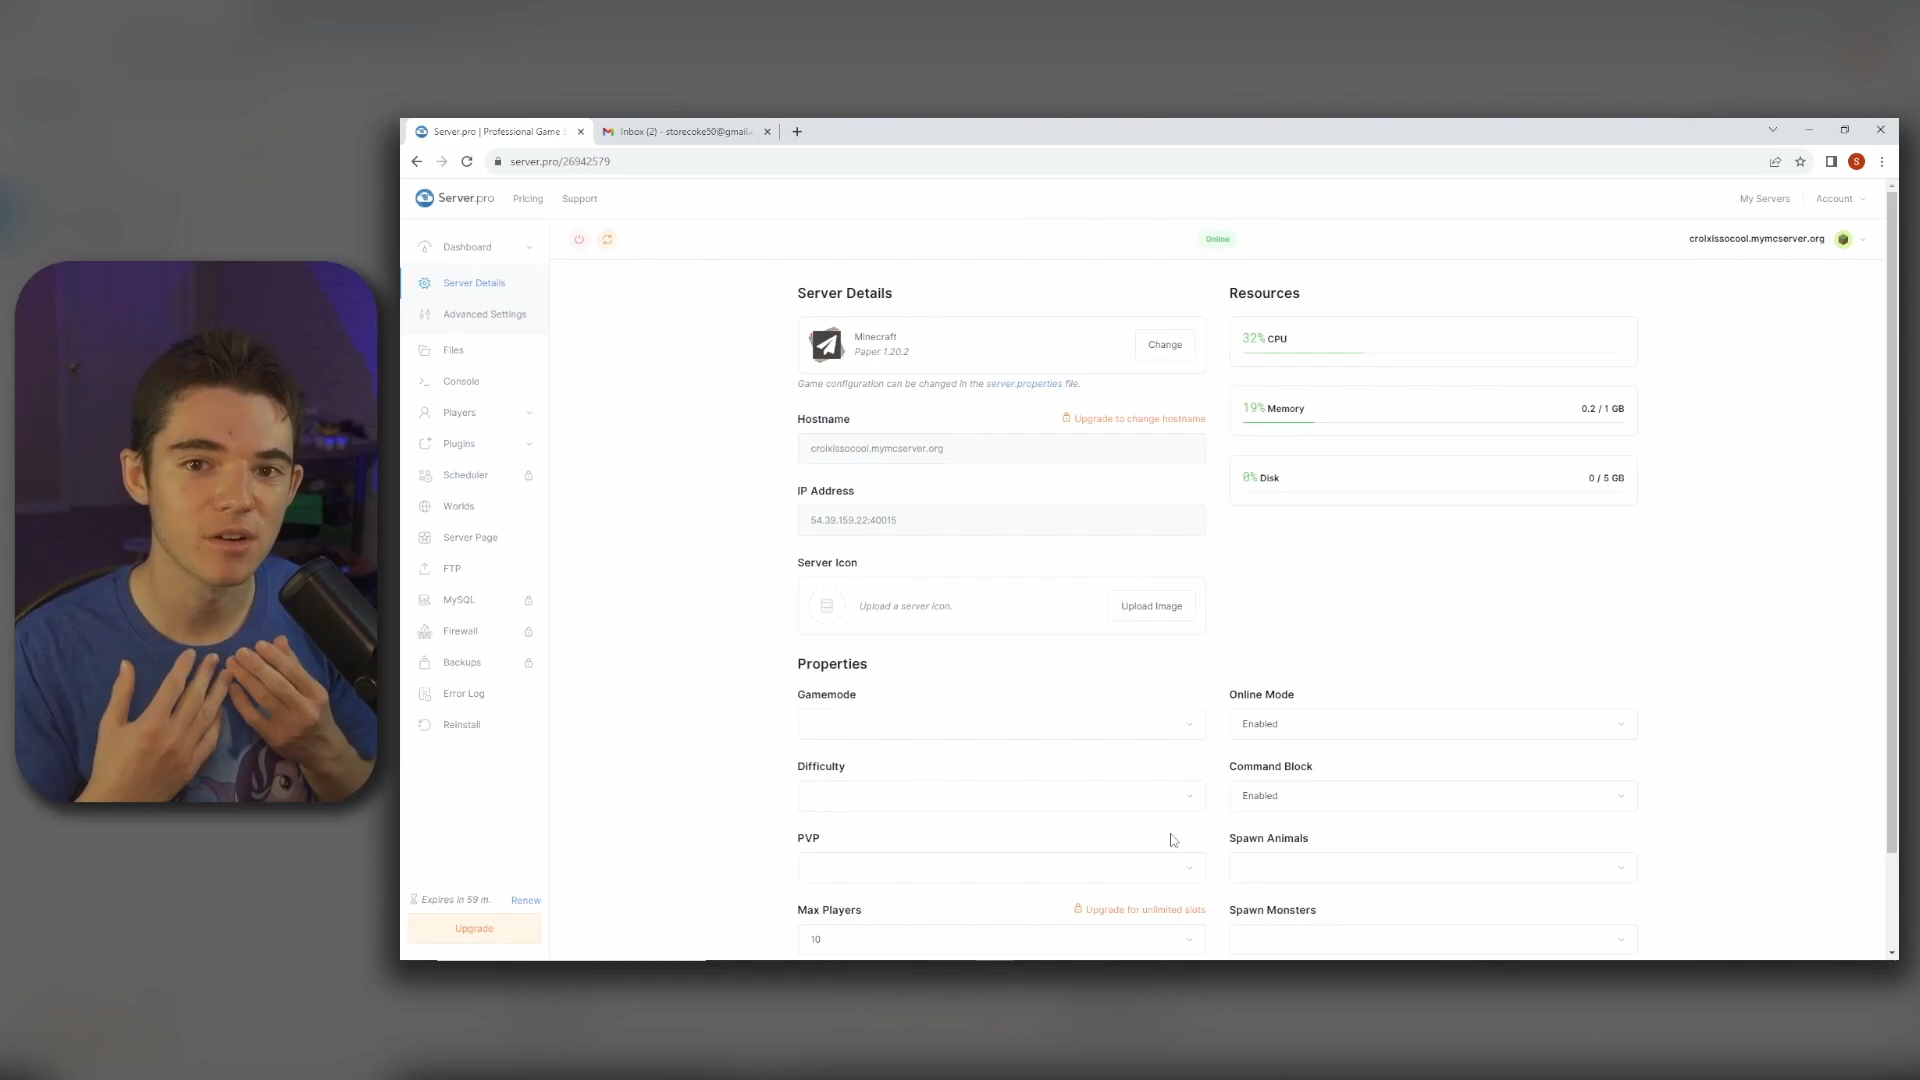 Server.pro | Professional Game S
Inbox (2) - storecoke50@gmail.c
server.pro/26942579
S
Server.pro
Pricing
Support
My Servers
Account
Dashboard
Server Details
Advanced Settings
Files
Console
Players
Plugins
Scheduler
Worlds
Server Page
FTP
MySQL
Firewall
Backups
Error Log
Reinstall
Expires in 59 m.
Renew
Upgrade
Online
croixissocool.mymcserver.org
Server Details
Minecraft
Paper 1.20.2
Change
Game configuration can be changed in the server.properties file.
Hostname
Upgrade to change hostname
croixissocool.mymcserver.org
IP Address
54.39.159.22:40015
Server Icon
Upload a server icon.
Upload Image
Resources
32% CPU
19% Memory
0.2 / 1 GB
0% Disk
0 / 5 GB
Properties
Gamemode
Online Mode
Enabled
Difficulty
Command Block
Enabled
PVP
Spawn Animals
Max Players
Upgrade for unlimited slots
10
Spawn Monsters